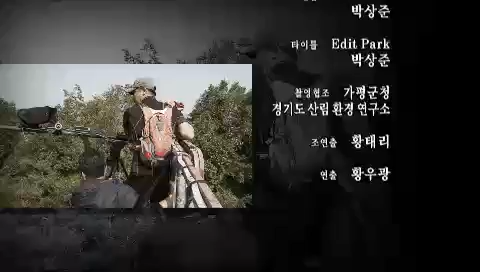 박상준
타이틀 Edit Park
박상준
촬영협조 가평군청
경기도 산림 환경 연구소
조연출 황태리
연출 황우광